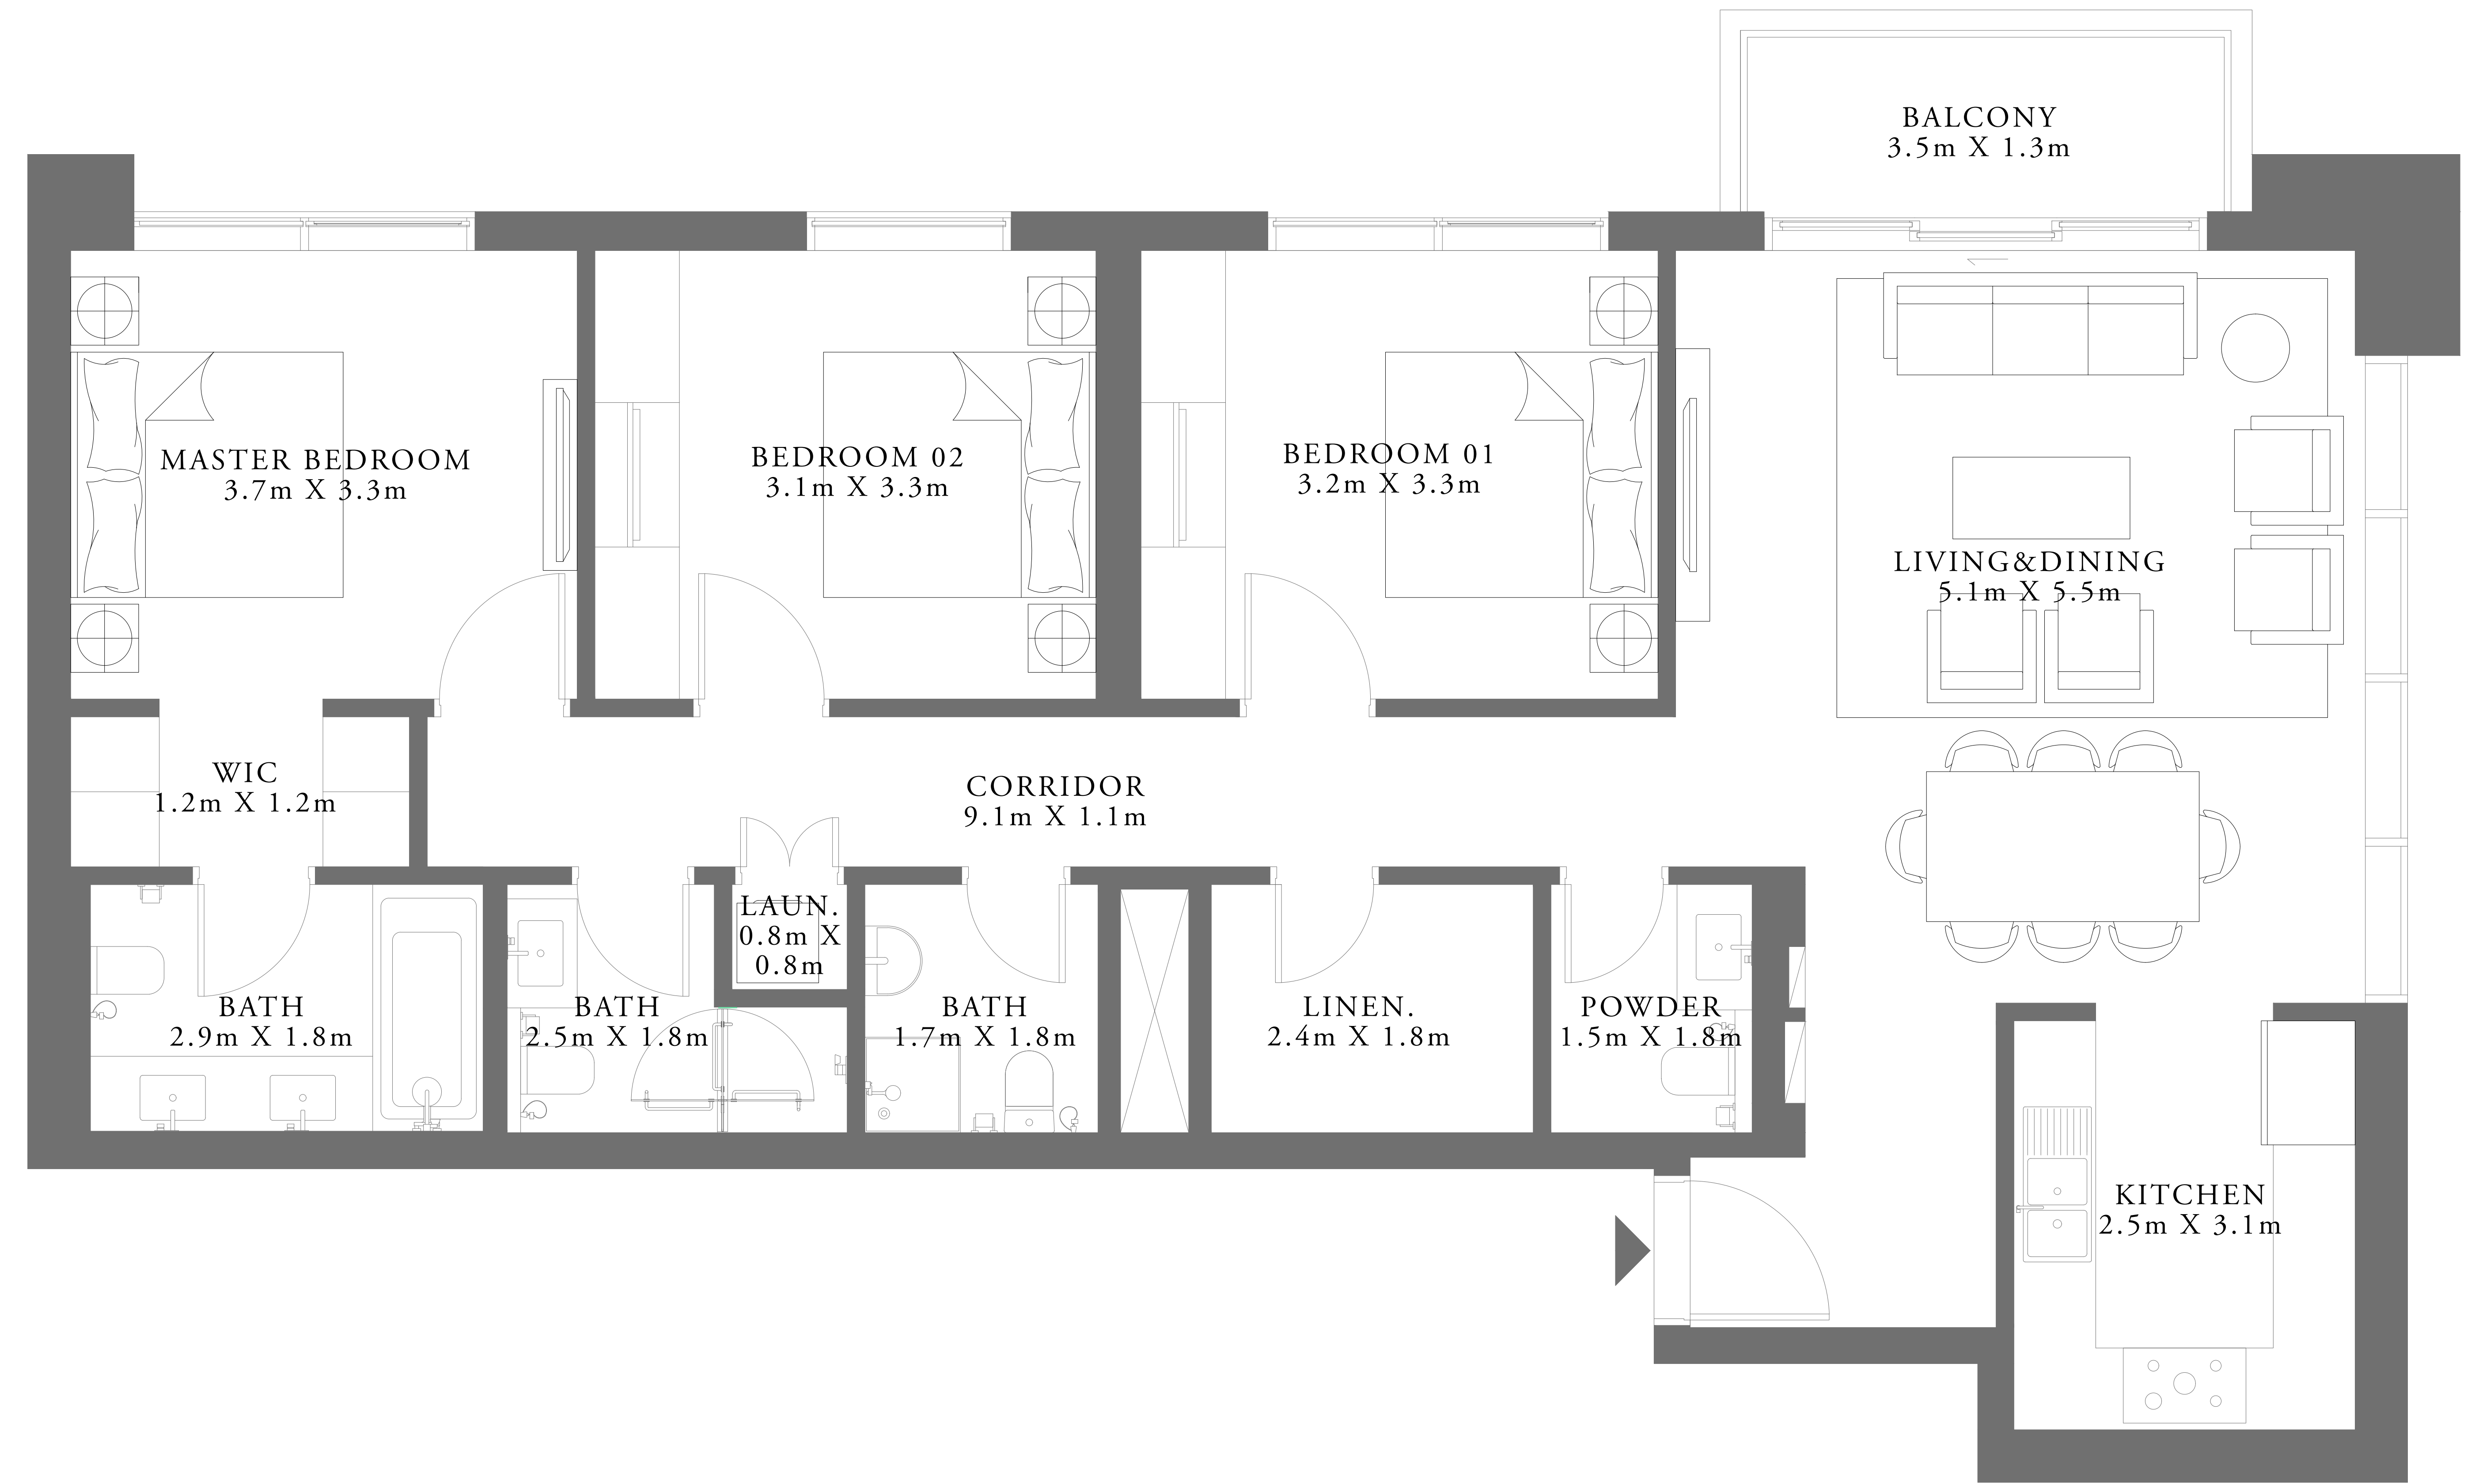 BALCONY
3.5m X 1.3m
MASTER BEDROOM
3.7m X 3.3m
BEDROOM 02
3.1m X 3.3m
BEDROOM 01
3.2m X 3.3m
LIVING&DINING
5.1m X 5.5m
WIC
1.2m X 1.2m
CORRIDOR
9.1m X 1.1m
LAUN.
0.8m X
0.8m
BATH
2.9m X 1.8m
BATH
2.5m X 1.8m
BATH
1.7m X 1.8m
LINEN.
2.4m X 1.8m
POWDER
1.5m X 1.8m
KITCHEN
2.5m X 3.1m